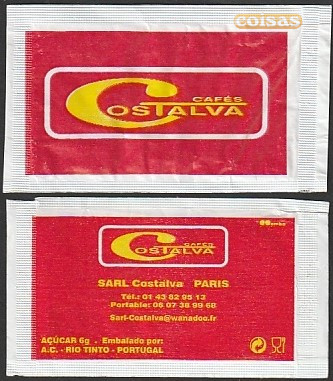 coisas
CAFÉS
COSTALVA
CAFÉS
COSTALVA
SARL Costalva PARIS
Tél.: 01 43 82 95 13
Portable: 06 07 38 99 68
Sarl-Costalva@wanadoo.fr
AÇÚCAR 6g - Embalado por:
A.C. - RIO TINTO - PORTUGAL